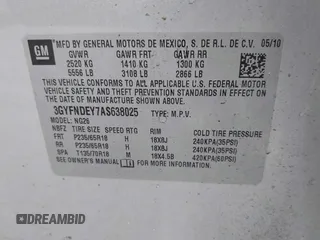 GM MFD BY GENERAL MOTORS DE MEXICO, S. DE R.L. DE C.V. 05/10
GVWR GAWR FRT GAWR RR
2520 KG 1410 KG 1300 KG
5556 LB 3108 LB 2866 LB
THIS VEHICLE CONFORMS TO ALL APPLICABLE U.S. FEDERAL MOTOR
VEHICLE SAFETY, BUMPER, AND THEFT PREVENTION STANDARDS IN
EFFECT ON THE DATE OF MANUFACTURE SHOWN ABOVE.
3GYFNDEY7AS638025 TYPE: M.P.V.
MODEL: NG26
NBFZ TIRE SIZE SPEED RTG RIM COLD TIRE PRESSURE
FRT P235/65R18 H 18X8J 240KPA(35PSI)
RR P235/65R18 H 18X8J 240KPA(35PSI)
SPA T135/70R18 M 18X4.5B 420KPA(60PSI)
SEE OWNER'S MANUAL
AUTOBIDMASTER
DREAMBID